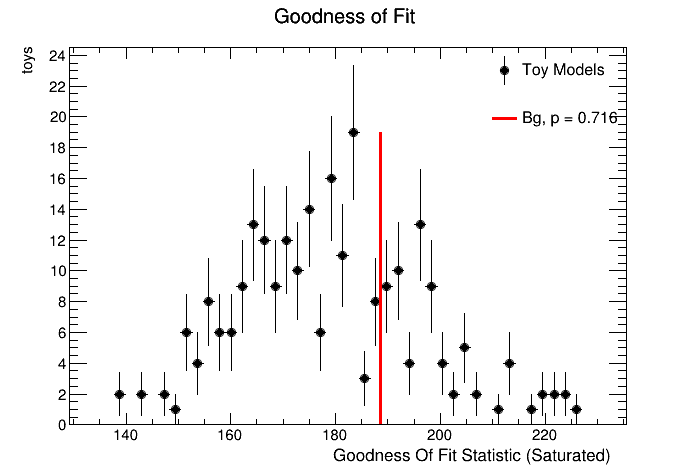 Goodness of Fit
toys
24
22
20
18
16
14
12
10
8
6
4
2
0
Toy Models
Bg, p = 0.716
140 160 180 200 220
Goodness Of Fit Statistic (Saturated)